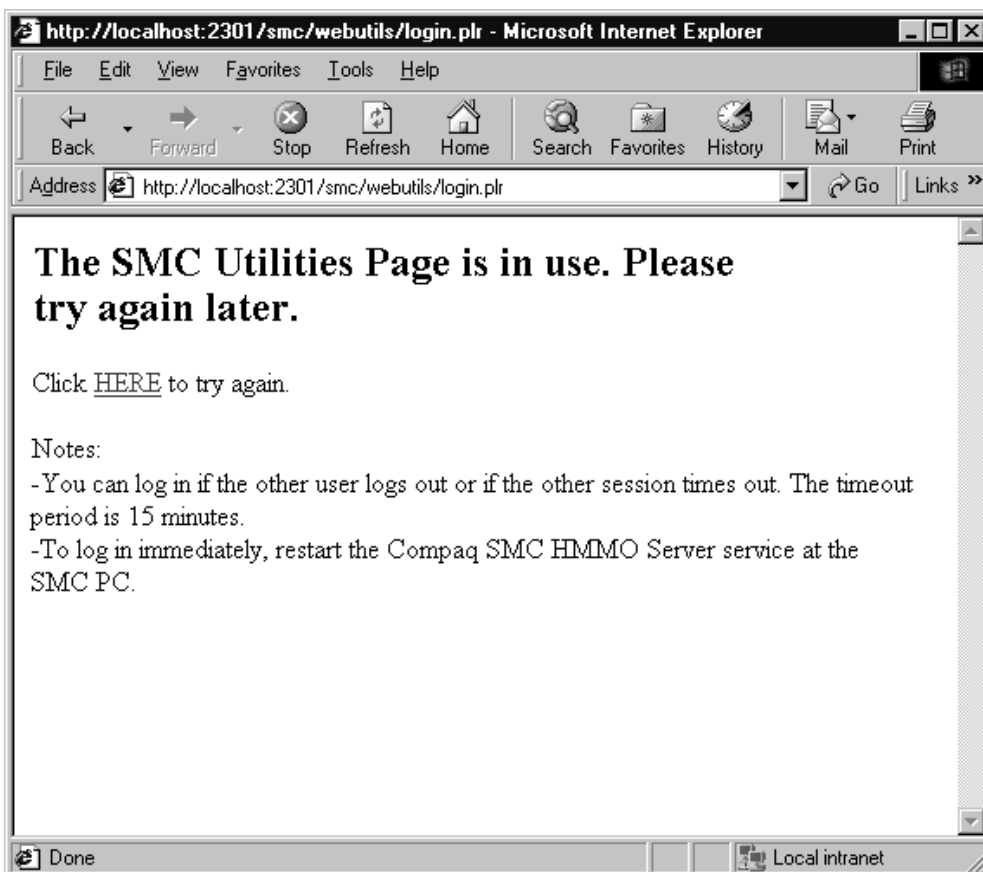 http://localhost:2301/smc/webutils/login.plr - Microsoft Internet Explorer
File Edit View Favorites Tools Help
Back Forward Stop Refresh Home Search Favorites History Mail Print
Address http://localhost:2301/smc/webutils/login.plr Go Links »
The SMC Utilities Page is in use. Please
try again later.
Click HERE to try again.
Notes:
-You can log in if the other user logs out or if the other session times out. The timeout
period is 15 minutes.
-To log in immediately, restart the Compaq SMC HMMO Server service at the
SMC PC.
Done Local intranet